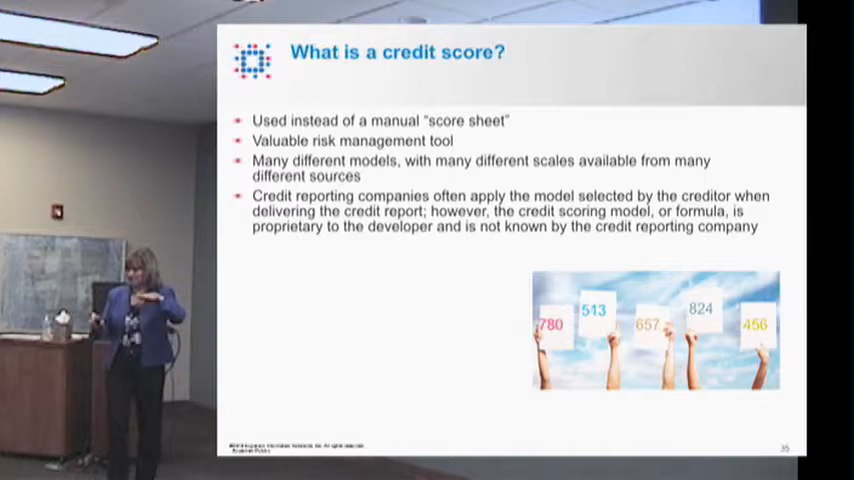 What is a credit score?
Used instead of a manual “score sheet”
Valuable risk management tool
Many different models, with many different scales available from many
different sources
Credit reporting companies often apply the model selected by the creditor when
delivering the credit report; however, the credit scoring model, or formula, is
proprietary to the developer and is not known by the credit reporting company
780
513
657
824
456
Experian Public
35